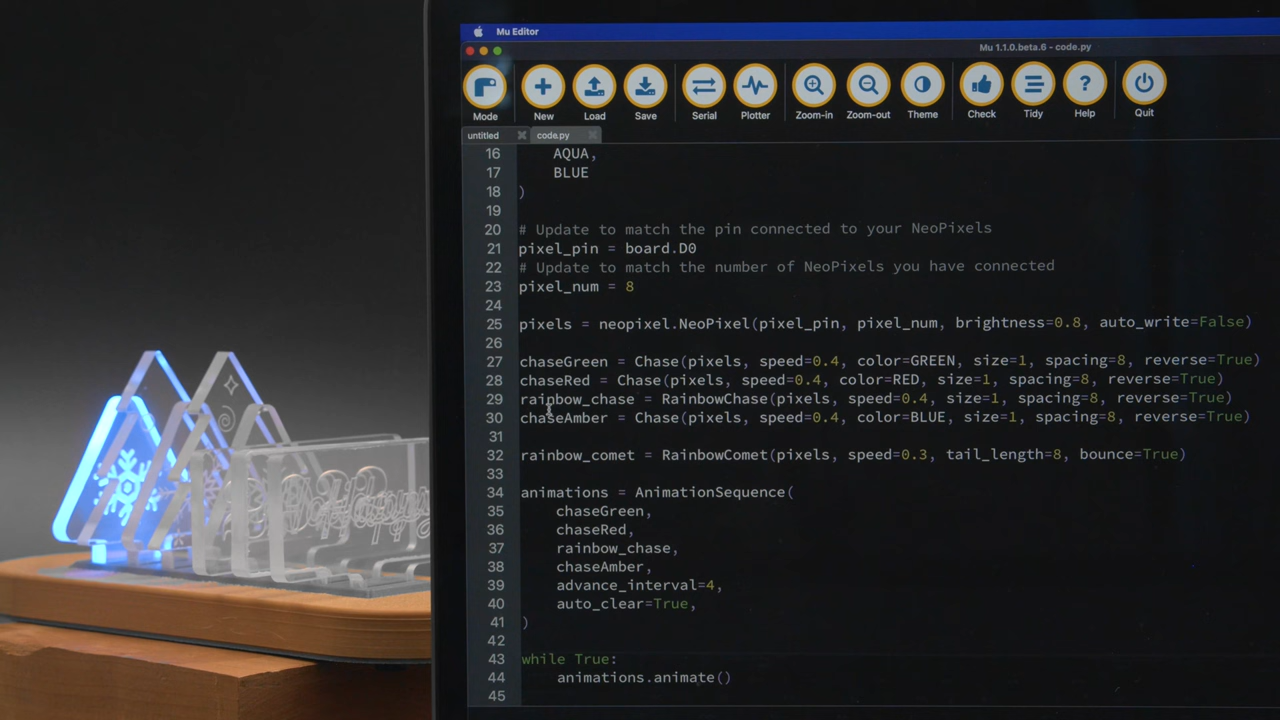 Mu Editor
Mu 1.1.0.beta.6 - code.py
Mode New Load Save Serial Plotter Zoom-in Zoom-out Theme Check Tidy Help Quit
untitled code.py
16 AQUA,
17 BLUE
18 )
19
20 # Update to match the pin connected to your NeoPixels
21 pixel_pin = board.D0
22 # Update to match the number of NeoPixels you have connected
23 pixel_num = 8
24
25 pixels = neopixel.NeoPixel(pixel_pin, pixel_num, brightness=0.8, auto_write=False)
26
27 chaseGreen = Chase(pixels, speed=0.4, color=GREEN, size=1, spacing=8, reverse=True)
28 chaseRed = Chase(pixels, speed=0.4, color=RED, size=1, spacing=8, reverse=True)
29 rainbow_chase = RainbowChase(pixels, speed=0.4, size=1, spacing=8, reverse=True)
30 chaseAmber = Chase(pixels, speed=0.4, color=BLUE, size=1, spacing=8, reverse=True)
31
32 rainbow_comet = RainbowComet(pixels, speed=0.3, tail_length=8, bounce=True)
33
34 animations = AnimationSequence(
35 chaseGreen,
36 chaseRed,
37 rainbow_chase,
38 chaseAmber,
39 advance_interval=4,
40 auto_clear=True,
41 )
42
43 while True:
44 animations.animate()
45